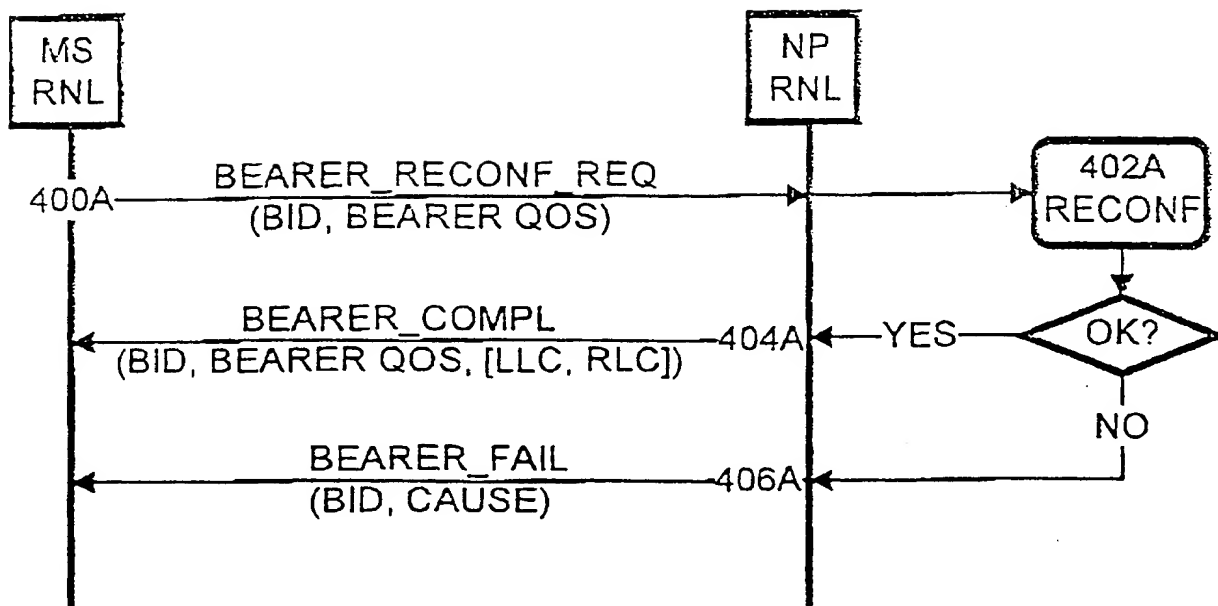 MS
RNL
NP
RNL
400A
BEARER_RECONF_REQ
(BID, BEARER QOS)
402A
RECONF
BEARER_COMPL
(BID, BEARER QOS, [LLC, RLC])
404A
YES
OK?
NO
BEARER_FAIL
(BID, CAUSE)
406A